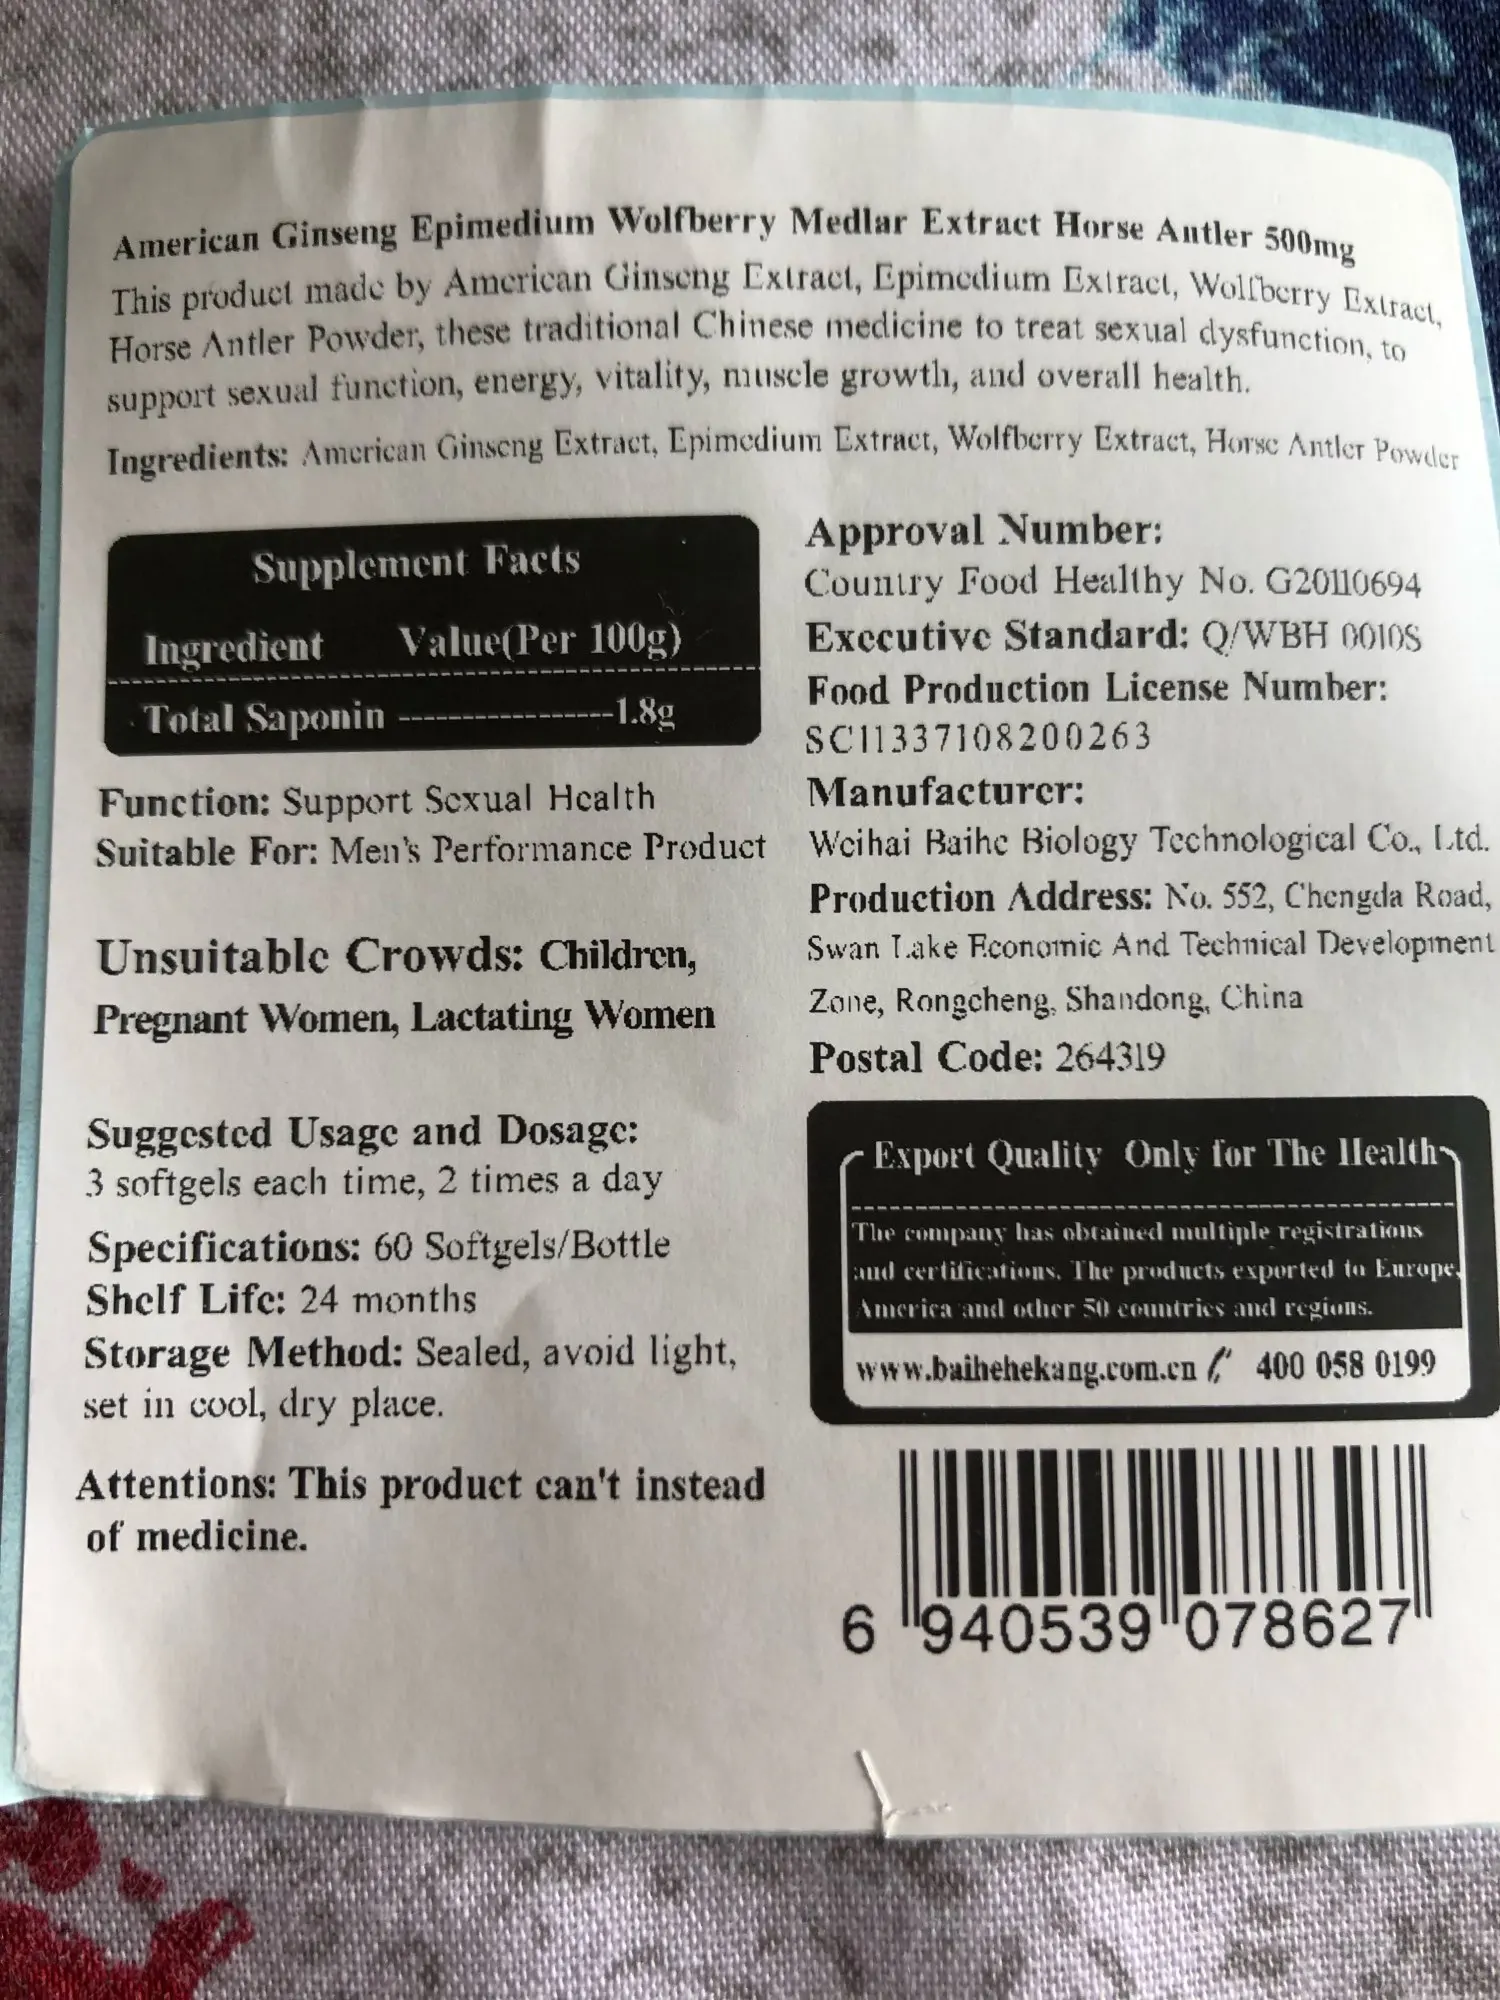 American Ginseng Epimedium Wolfberry Medlar Extract Horse Antler 500mg
This product made by American Ginseng Extract, Epimedium Extract, Wolfberry Extract,
Horse Antler Powder, these traditional Chinese medicine to treat sexual dysfunction, to
support sexual function, energy, vitality, muscle growth, and overall health.
Ingredients: American Ginseng Extract, Epimedium Extract, Wolfberry Extract, Horse Antler Powder
Supplement Facts
Ingredient Value(Per 100g)
Total Saponin -----------------1.8g
Function: Support Sexual Health
Suitable For: Men's Performance Product
Unsuitable Crowds: Children,
Pregnant Women, Lactating Women
Suggested Usage and Dosage:
3 softgels each time, 2 times a day
Specifications: 60 Softgels/Bottle
Shelf Life: 24 months
Storage Method: Sealed, avoid light,
set in cool, dry place.
Attentions: This product can't instead
of medicine.
Approval Number:
Country Food Healthy No. G20110694
Executive Standard: Q/WBH 0010S
Food Production License Number:
SC11337108200263
Manufacturer:
Weihai Baihe Biology Technological Co., Ltd.
Production Address: No. 552, Chengda Road,
Swan Lake Economic And Technical Development
Zone, Rongcheng, Shandong, China
Postal Code: 264319
Export Quality Only for The Health
The company has obtained multiple registrations
and certifications. The products exported to Europe,
America and other 50 countries and regions.
www.baihehekang.com.cn 400 058 0199
6 940539 078627